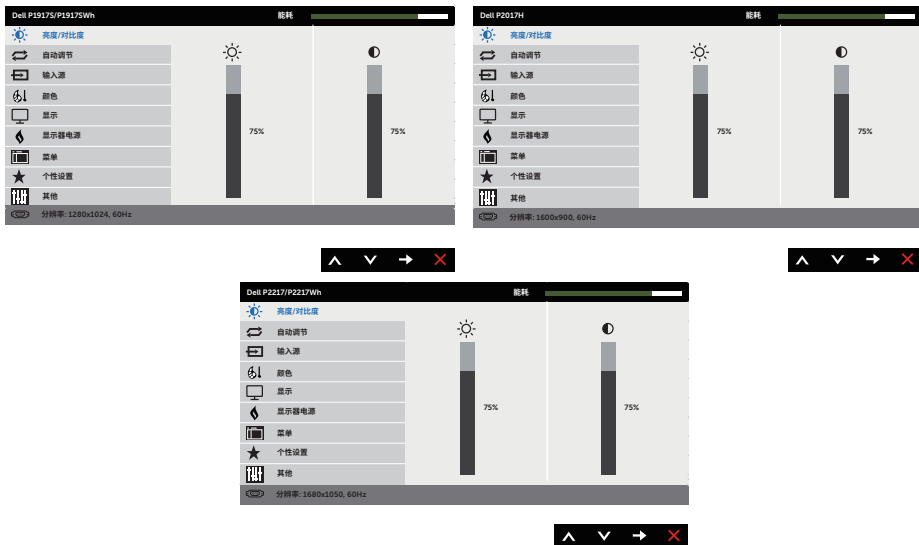 Dell P1917S/P1917SWh 能耗
亮度/对比度
自动调节
输入源
颜色
显示
显示器电源
菜单
个性设置
其他
75% 75%
分辨率: 1280x1024, 60Hz
Dell P2017H 能耗
亮度/对比度
自动调节
输入源
颜色
显示
显示器电源
菜单
个性设置
其他
75% 75%
分辨率: 1600x900, 60Hz
Dell P2217/P2217Wh 能耗
亮度/对比度
自动调节
输入源
颜色
显示
显示器电源
菜单
个性设置
其他
75% 75%
分辨率: 1680x1050, 60Hz